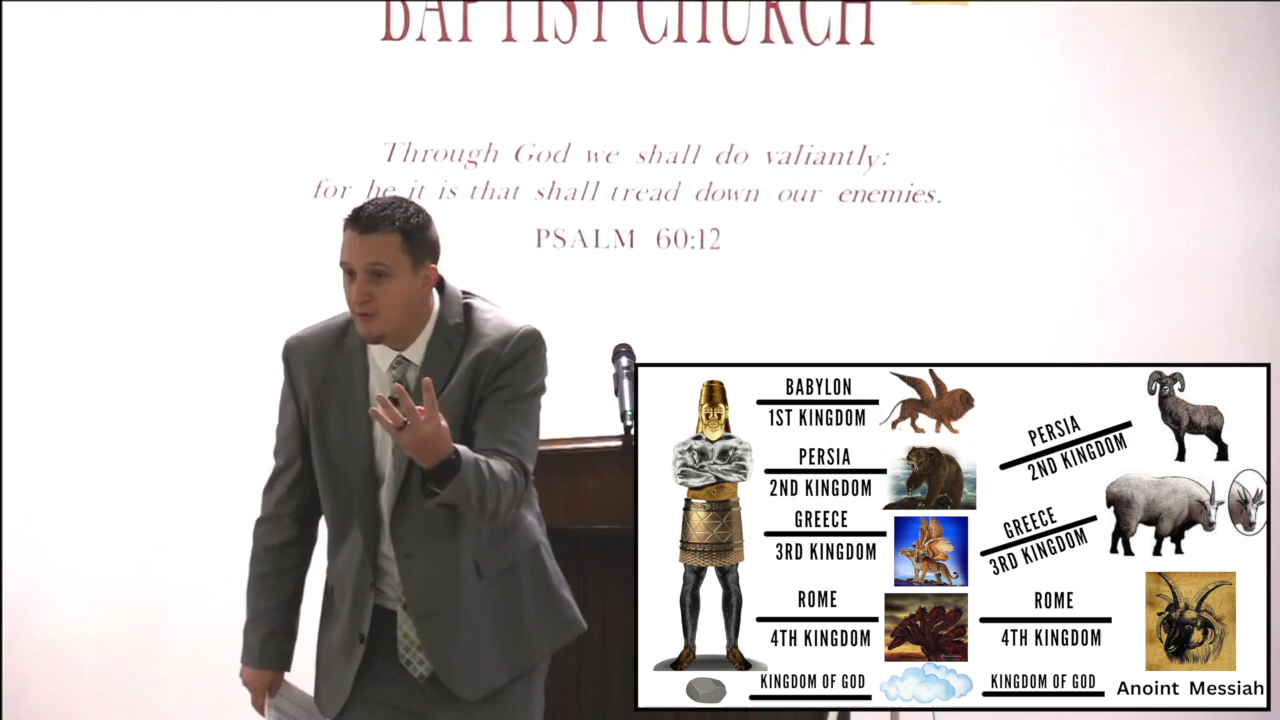 BAPTIST CHURCH
Through God we shall do valiantly:
for he it is that shall tread down our enemies.
PSALM 60:12
BABYLON
1ST KINGDOM
PERSIA
2ND KINGDOM
GREECE
3RD KINGDOM
ROME
4TH KINGDOM
KINGDOM OF GOD
PERSIA
2ND KINGDOM
GREECE
3RD KINGDOM
ROME
4TH KINGDOM
KINGDOM OF GOD
Anoint Messiah